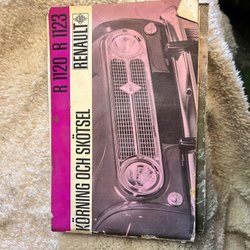 R 1120 R 1123
RENAULT
KÖRNING OCH SKÖTSEL